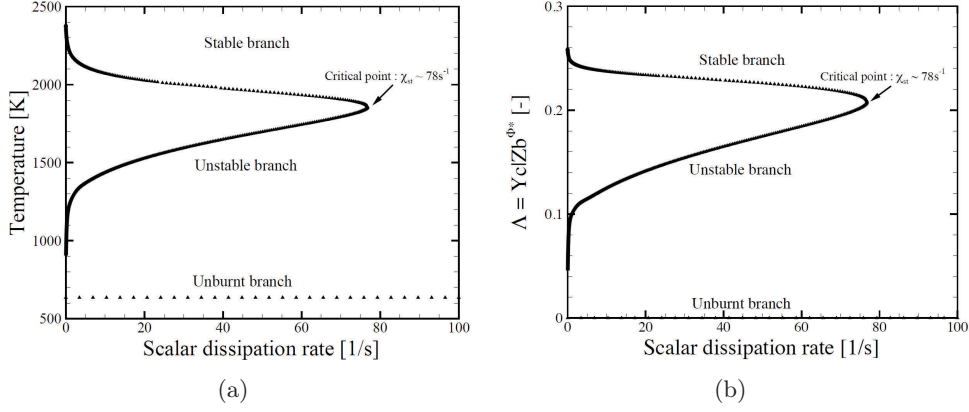 2500
2000
1500
1000
500
Temperature [K]
Stable branch
Critical point : χst ~ 78s-1
Unstable branch
Unburnt branch
0
20
40
60
80
100
Scalar dissipation rate [1/s]
(a)
0.3
0.2
0.1
0
Λ = Yc|Zb^Φ* [-]
Stable branch
Critical point : χst ~ 78s-1
Unstable branch
Unburnt branch
0
20
40
60
80
100
Scalar dissipation rate [1/s]
(b)